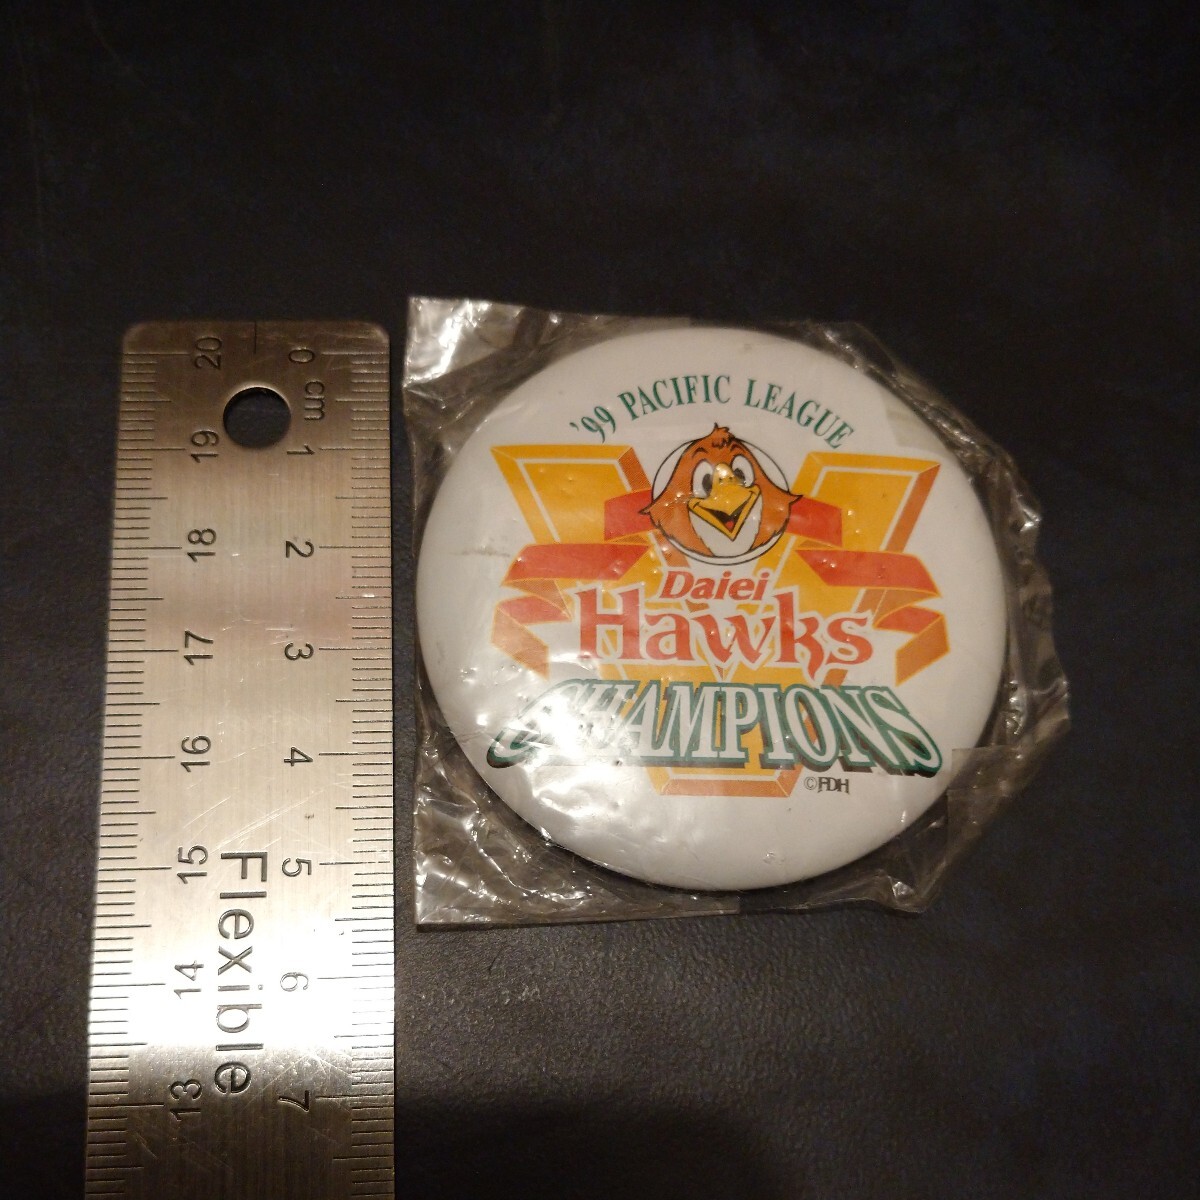 '99 PACIFIC LEAGUE
Daiei
Hawks
CHAMPIONS
©FDH
0 cm
1
2
3
4
5
6
7
20
19
18
17
16
15
14
13
Flexible